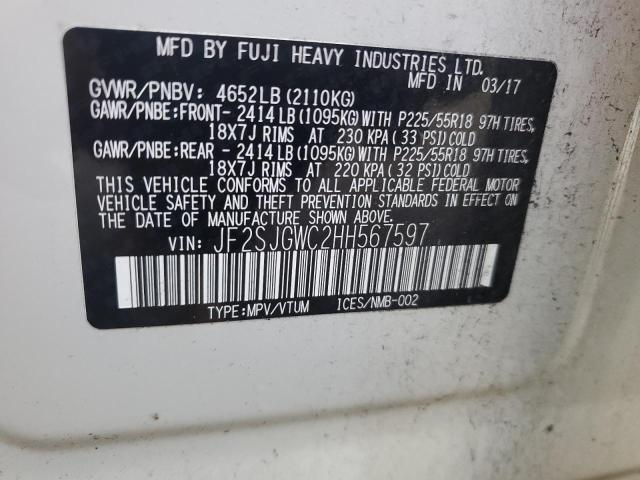 MFD BY FUJI HEAVY INDUSTRIES LTD.
MFD IN 03/17
GVWR/PNBV: 4652LB (2110KG)
GAWR/PNBE:FRONT- 2414LB(1095KG)WITH P225/55R18 97H TIRES,
18X7J RIMS AT 230 KPA(33 PSI)COLD
GAWR/PNBE:REAR - 2414LB(1095KG)WITH P225/55R18 97H TIRES,
18X7J RIMS AT 220 KPA(32 PSI)COLD
THIS VEHICLE CONFORMS TO ALL APPLICABLE FEDERAL MOTOR
VEHICLE SAFETY AND THEFT PREVENTION STANDARDS IN EFFECT
ON THE DATE OF MANUFACTURE SHOWN ABOVE.
VIN: JF2SJGWC2HH567597
TYPE:MPV/VTUM ICES/NMB-002